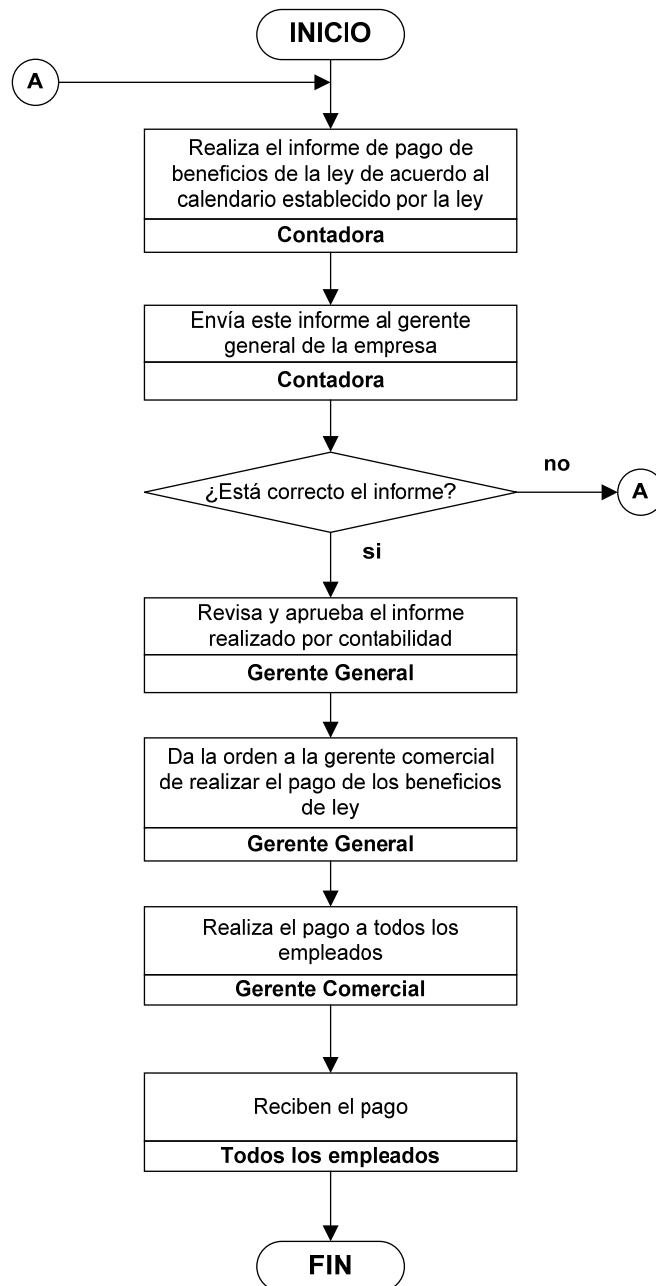 INICIO
A
Realiza el informe de pago de
beneficios de la ley de acuerdo al
calendario establecido por la ley
Contadora
Envía este informe al gerente
general de la empresa
Contadora
¿Está correcto el informe?
no
A
si
Revisa y aprueba el informe
realizado por contabilidad
Gerente General
Da la orden a la gerente comercial
de realizar el pago de los beneficios
de ley
Gerente General
Realiza el pago a todos los
empleados
Gerente Comercial
Reciben el pago
Todos los empleados
FIN